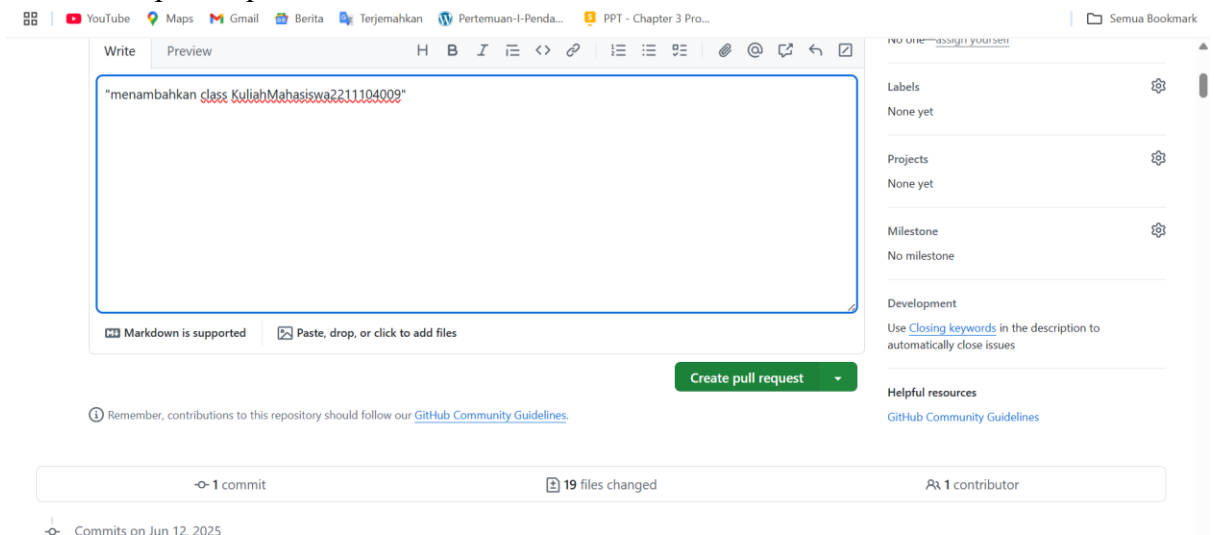 YouTube Maps Gmail Berita Terjemahkan Pertemuan-I-Penda... PPT - Chapter 3 Pro... Semua Bookmark
Write Preview
No one—assign yourself
"menambahkan class KuliahMahasiswa2211104009"
Labels
None yet
Projects
None yet
Milestone
No milestone
Development
Use Closing keywords in the description to
automatically close issues
Markdown is supported Paste, drop, or click to add files
Create pull request
Helpful resources
GitHub Community Guidelines
Remember, contributions to this repository should follow our GitHub Community Guidelines.
1 commit 19 files changed 1 contributor
Commits on Jun 12, 2025